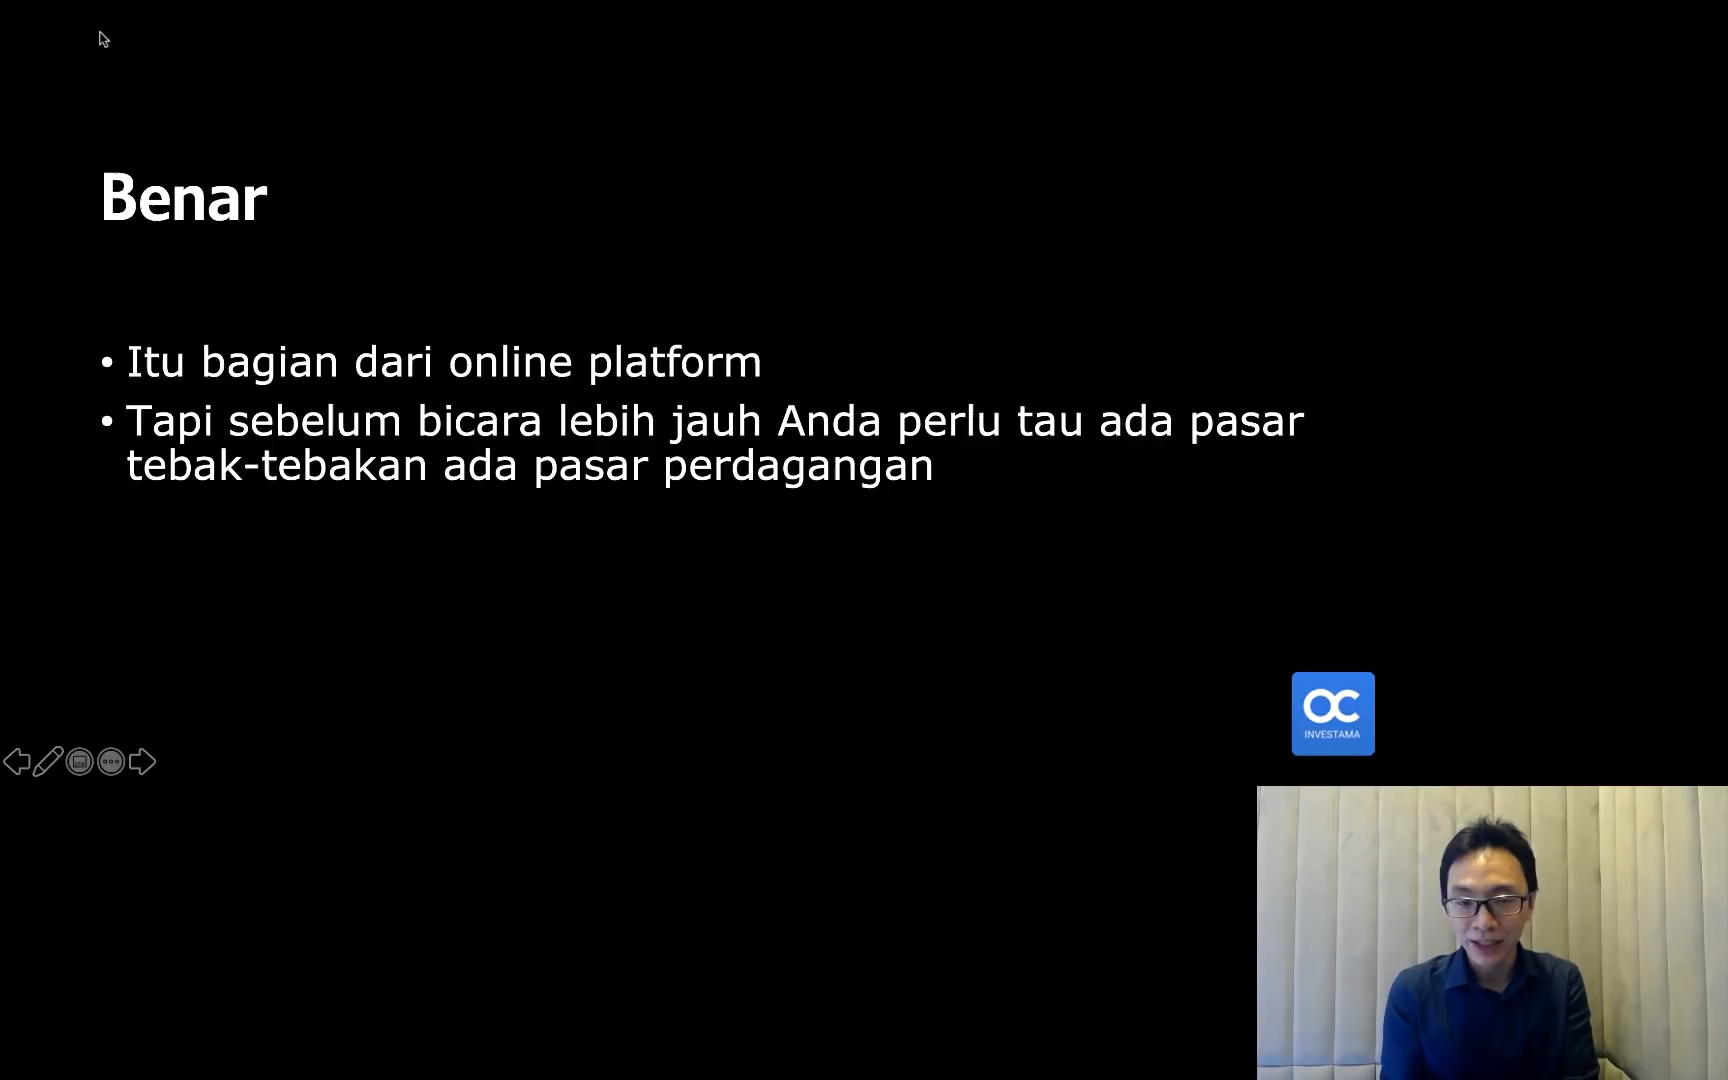 Benar
• Itu bagian dari online platform
• Tapi sebelum bicara lebih jauh Anda perlu tau ada pasar
tebak-tebakan ada pasar perdagangan
OC
INVESTAMA